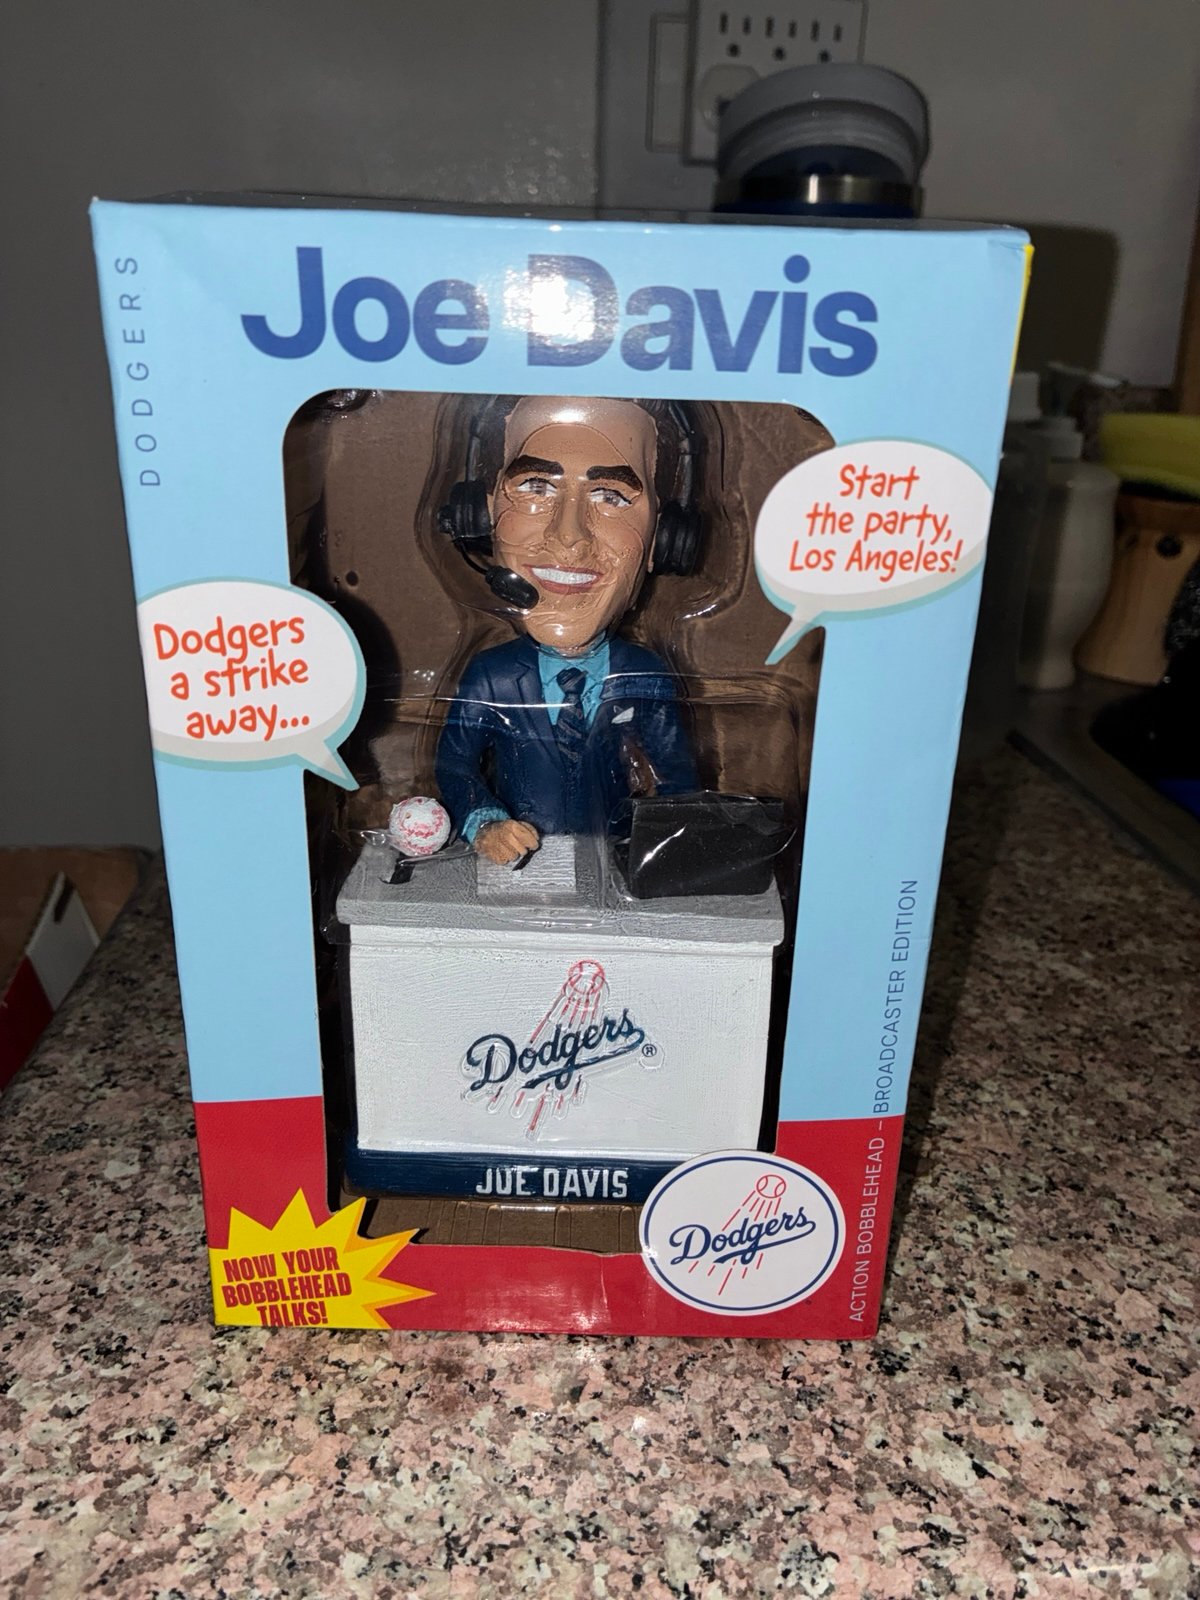 Joe Davis
DODGERS
Start
the party,
Los Angeles!
Dodgers
a strike
away...
Dodgers ®
JOE DAVIS
Dodgers
NOW YOUR
BOBBLEHEAD
TALKS!
ACTION BOBBLEHEAD – BROADCASTER EDITION